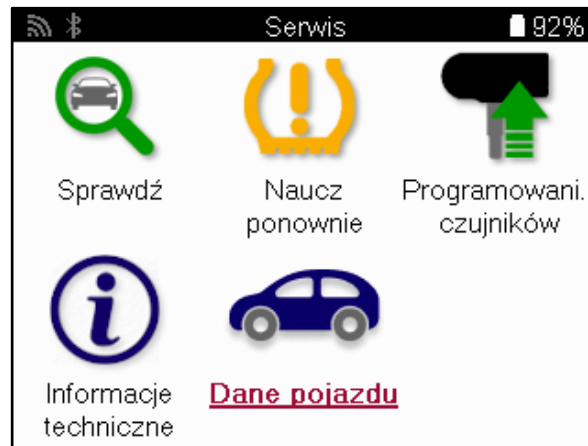 Serwis
92%
Sprawdź
Naucz
ponownie
Programowani.
czujników
Informacje
techniczne
Dane pojazdu